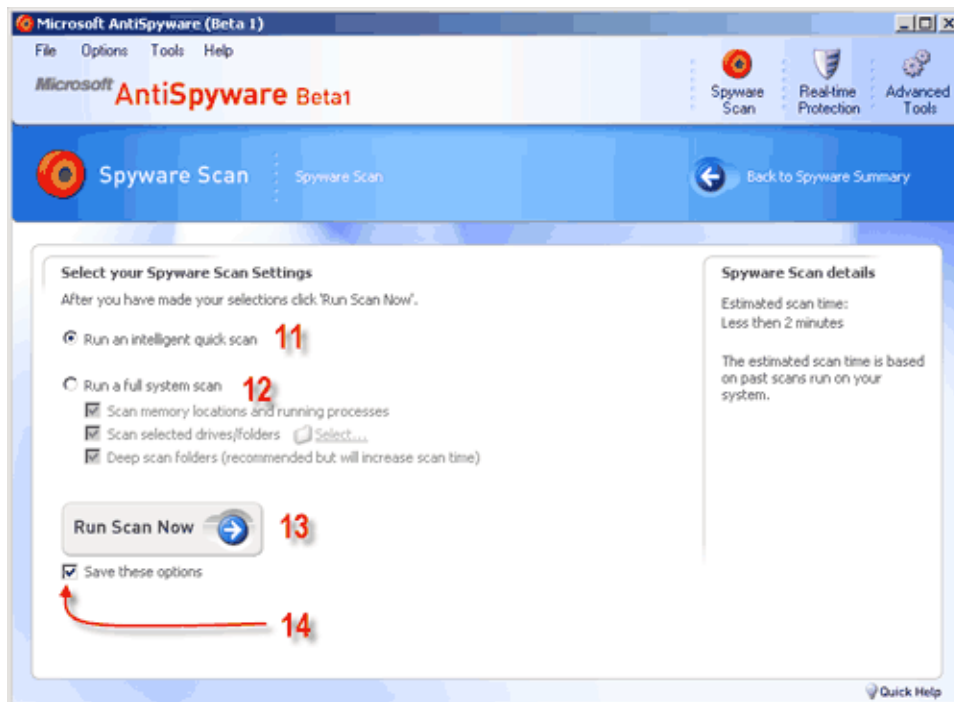 Microsoft AntiSpyware (Beta 1)
File Options Tools Help
Microsoft AntiSpyware Beta1
Spyware Scan
Real-time Protection
Advanced Tools
Spyware Scan
Spyware Scan
Back to Spyware Summary
Select your Spyware Scan Settings
After you have made your selections click 'Run Scan Now'.
Run an intelligent quick scan 11
Run a full system scan 12
Scan memory locations and running processes
Scan selected drives/folders Select...
Deep scan folders (recommended but will increase scan time)
Run Scan Now 13
Save these options
14
Spyware Scan details
Estimated scan time:
Less then 2 minutes
The estimated scan time is based
on past scans run on your
system.
Quick Help